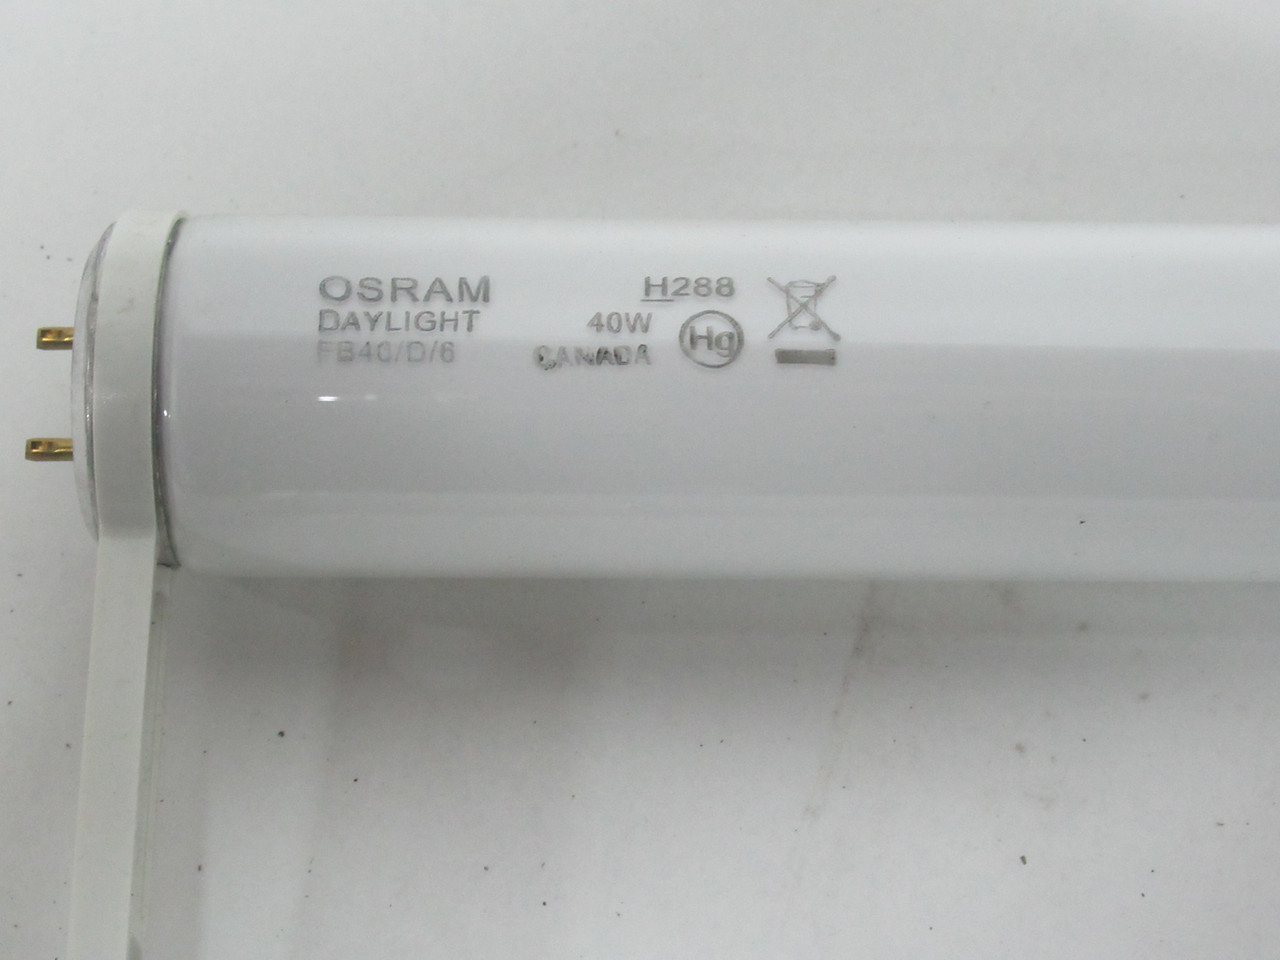 OSRAM H288
DAYLIGHT 40W Hg
FB40/D/6 CANADA